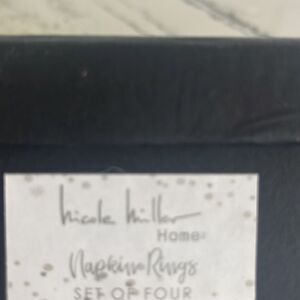 Nicole Miller
Home
Napkin Rings
SET OF FOUR